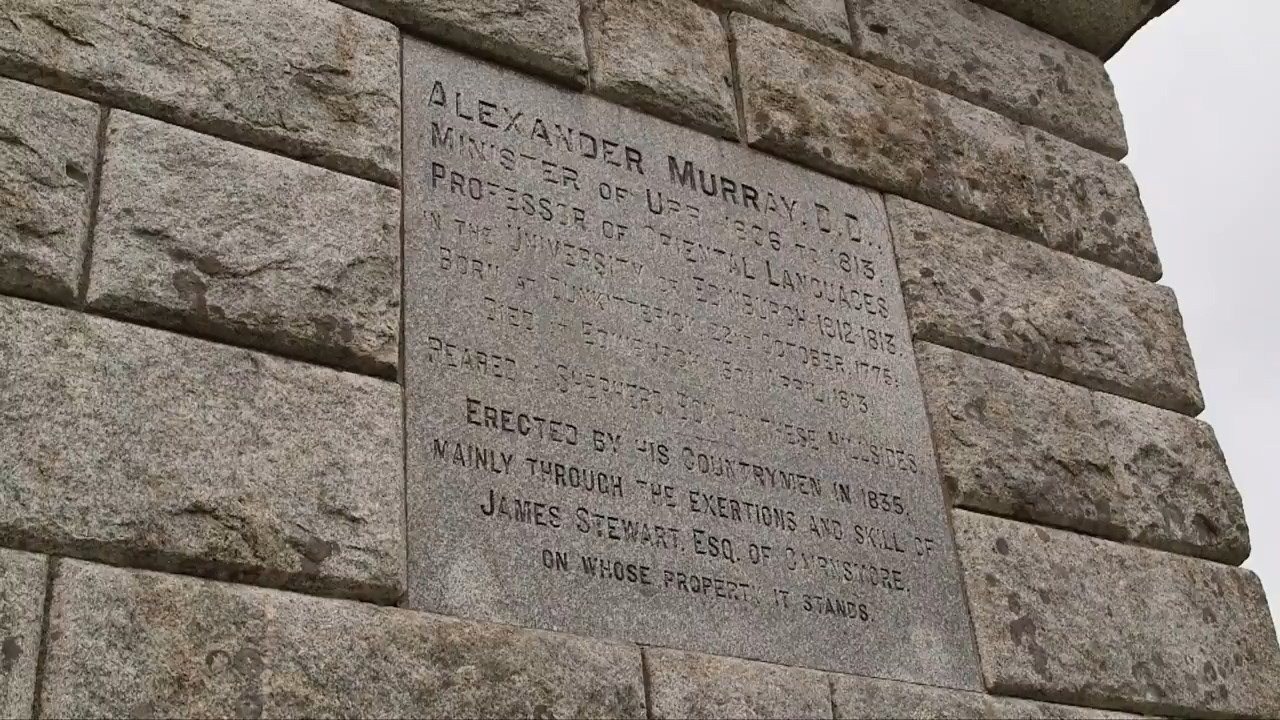 ALEXANDER MURRAY, D.D.,
MINISTER OF URR, 1806 TO 1813
PROFESSOR OF ORIENTAL LANGUAGES
IN THE UNIVERSITY OF EDINBURGH 1812-1813.
BORN AT DUNKITTERICK 22ND OCTOBER, 1775,
DIED AT EDINBURGH 15TH APRIL, 1813
REARED A SHEPHERD BOY ON THESE HILLSIDES.
ERECTED BY HIS COUNTRYMEN IN 1835,
MAINLY THROUGH THE EXERTIONS AND SKILL OF
JAMES STEWART, ESQ. OF CAIRNSMORE,
ON WHOSE PROPERTY IT STANDS.